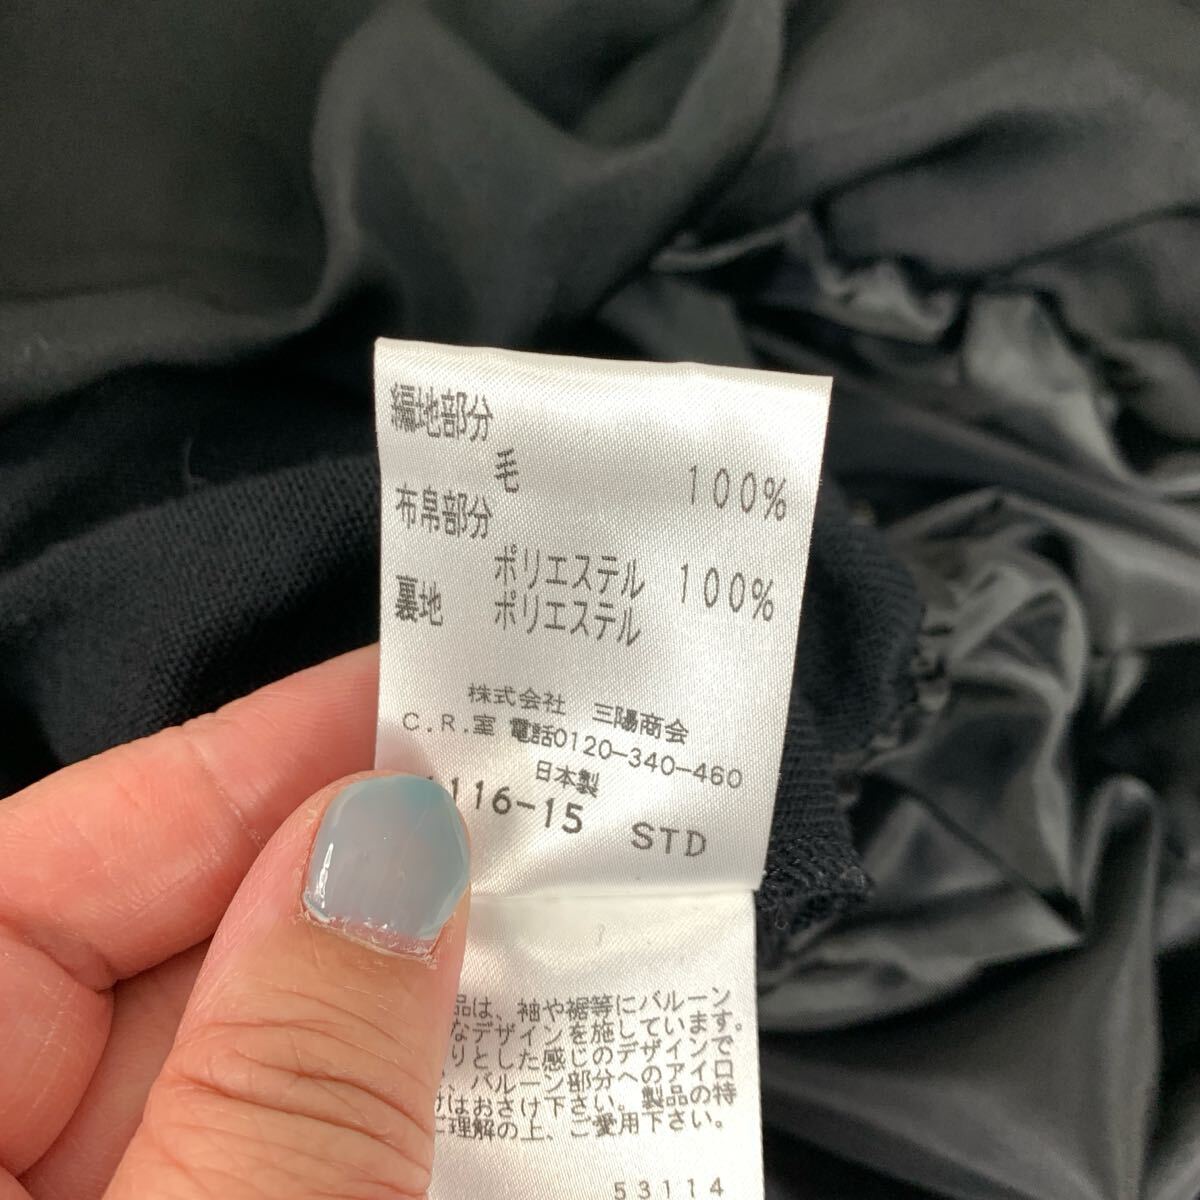 編地部分
毛 100%
布帛部分
ポリエステル 100%
裏地 ポリエステル
株式会社 三陽商会
C.R.室 電話0120-340-460
日本製
116-15 STD
品は、袖や裾等にバルーン
なデザインを施しています。
りとした感じのデザインで
、バルーン部分へのアイロ
はおさけ下さい。製品の特
理解の上、ご愛用下さい。
53114